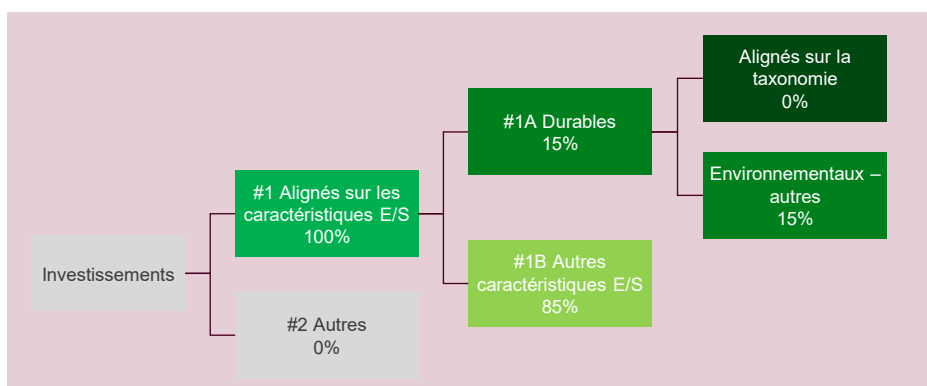 Alignés sur la
taxonomie
0%
#1A Durables
15%
Environnementaux –
autres
15%
#1 Alignés sur les
caractéristiques E/S
100%
#1B Autres
caractéristiques E/S
85%
Investissements
#2 Autres
0%